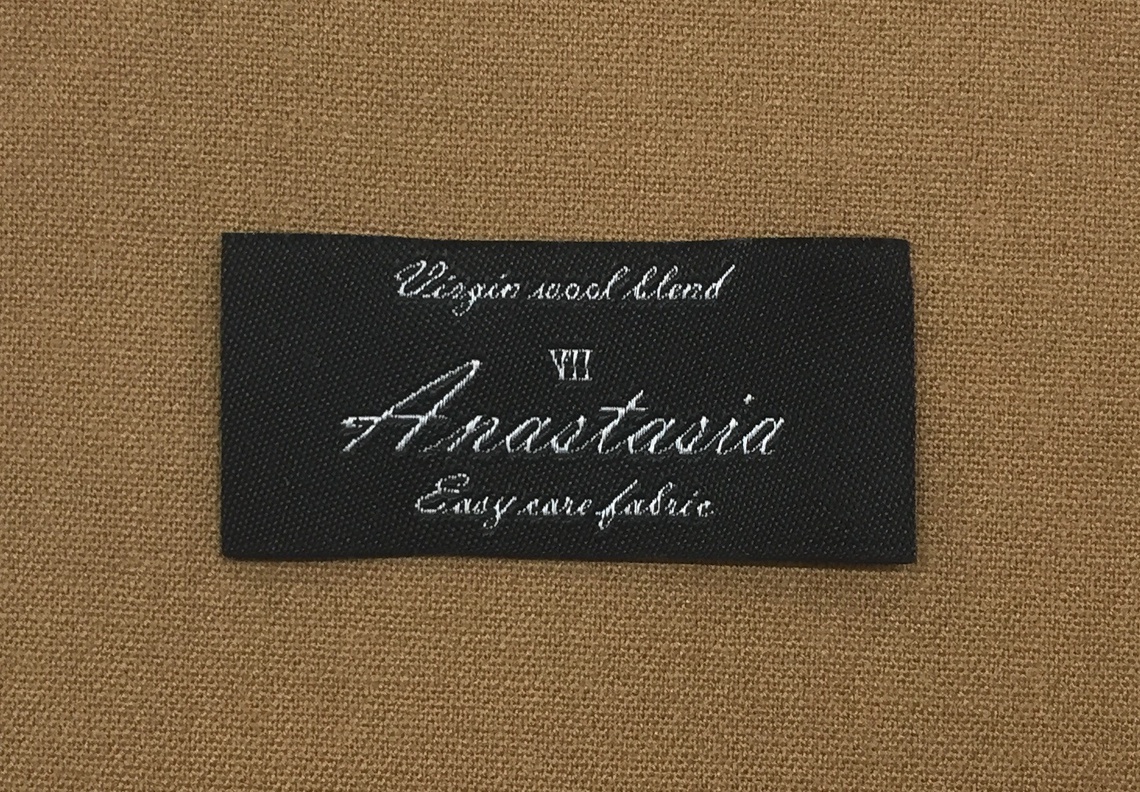 Virgin wool blend
VII
Anastasia
Easy care fabric